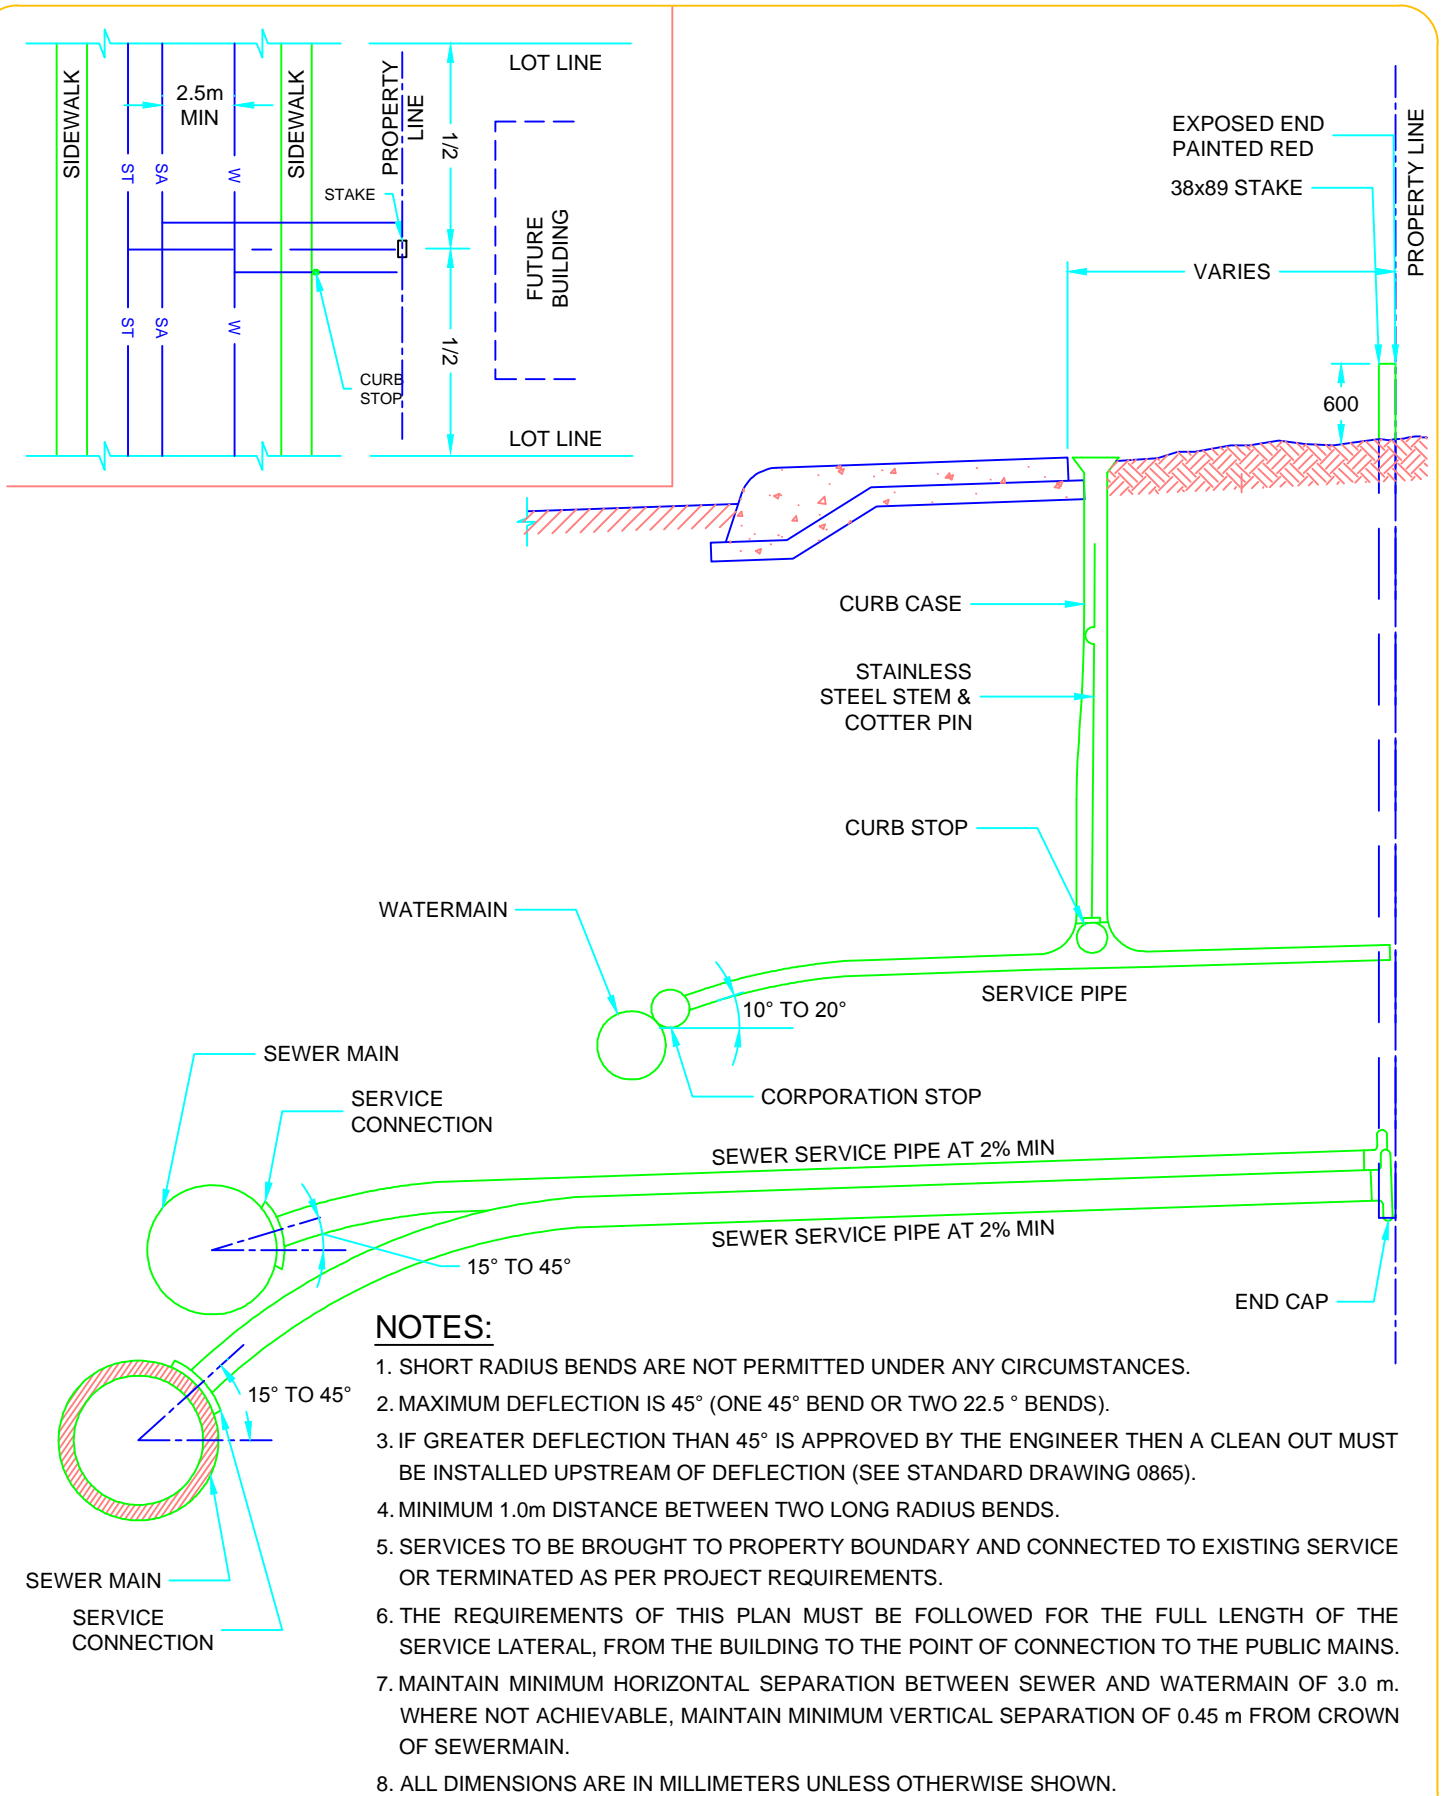 LOT LINE
SIDEWALK
2.5m
MIN
SIDEWALK
PROPERTY
LINE
1/2
ST
SA
W
STAKE
FUTURE
BUILDING
ST
SA
W
1/2
CURB
STOP
LOT LINE
EXPOSED END
PAINTED RED
38x89 STAKE
PROPERTY LINE
VARIES
600
CURB CASE
STAINLESS
STEEL STEM &
COTTER PIN
CURB STOP
WATERMAIN
SERVICE PIPE
10° TO 20°
SEWER MAIN
SERVICE
CONNECTION
CORPORATION STOP
SEWER SERVICE PIPE AT 2% MIN
SEWER SERVICE PIPE AT 2% MIN
15° TO 45°
END CAP
15° TO 45°
SEWER MAIN
SERVICE
CONNECTION
NOTES:
1. SHORT RADIUS BENDS ARE NOT PERMITTED UNDER ANY CIRCUMSTANCES.
2. MAXIMUM DEFLECTION IS 45° (ONE 45° BEND OR TWO 22.5 ° BENDS).
3. IF GREATER DEFLECTION THAN 45° IS APPROVED BY THE ENGINEER THEN A CLEAN OUT MUST
BE INSTALLED UPSTREAM OF DEFLECTION (SEE STANDARD DRAWING 0865).
4. MINIMUM 1.0m DISTANCE BETWEEN TWO LONG RADIUS BENDS.
5. SERVICES TO BE BROUGHT TO PROPERTY BOUNDARY AND CONNECTED TO EXISTING SERVICE
OR TERMINATED AS PER PROJECT REQUIREMENTS.
6. THE REQUIREMENTS OF THIS PLAN MUST BE FOLLOWED FOR THE FULL LENGTH OF THE
SERVICE LATERAL, FROM THE BUILDING TO THE POINT OF CONNECTION TO THE PUBLIC MAINS.
7. MAINTAIN MINIMUM HORIZONTAL SEPARATION BETWEEN SEWER AND WATERMAIN OF 3.0 m.
WHERE NOT ACHIEVABLE, MAINTAIN MINIMUM VERTICAL SEPARATION OF 0.45 m FROM CROWN
OF SEWERMAIN.
8. ALL DIMENSIONS ARE IN MILLIMETERS UNLESS OTHERWISE SHOWN.